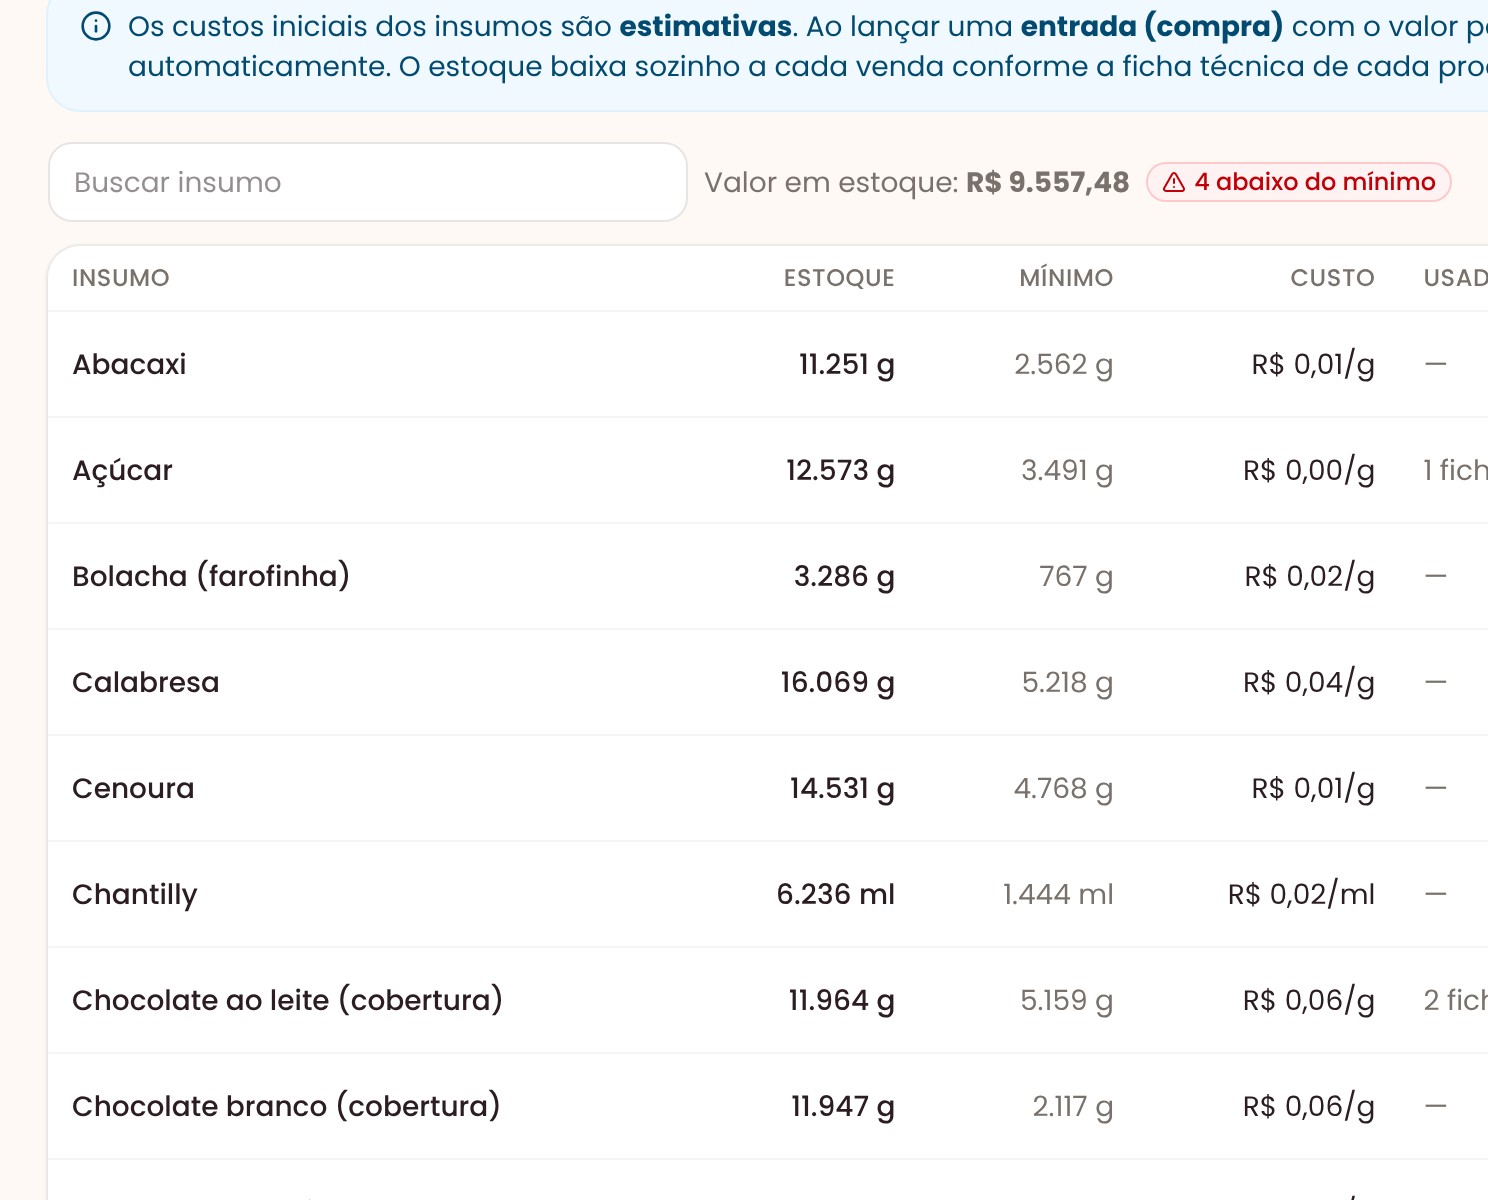 Os custos iniciais dos insumos são estimativas. Ao lançar uma entrada (compra) com o valor
automaticamente. O estoque baixa sozinho a cada venda conforme a ficha técnica de cada
Buscar insumo
Valor em estoque: R$ 9.557,48
4 abaixo do mínimo
INSUMO ESTOQUE MÍNIMO CUSTO
Abacaxi 11.251 g 2.562 g R$ 0,01/g —
Açúcar 12.573 g 3.491 g R$ 0,00/g 1
Bolacha (farofinha) 3.286 g 767 g R$ 0,02/g —
Calabresa 16.069 g 5.218 g R$ 0,04/g —
Cenoura 14.531 g 4.768 g R$ 0,01/g —
Chantilly 6.236 ml 1.444 ml R$ 0,02/ml —
Chocolate ao leite (cobertura) 11.964 g 5.159 g R$ 0,06/g 2
Chocolate branco (cobertura) 11.947 g 2.117 g R$ 0,06/g —